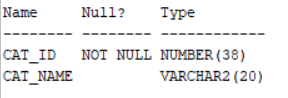 Name     Null?    Type
-------- -------- ------------
CAT_ID   NOT NULL NUMBER(38)
CAT_NAME          VARCHAR2(20)